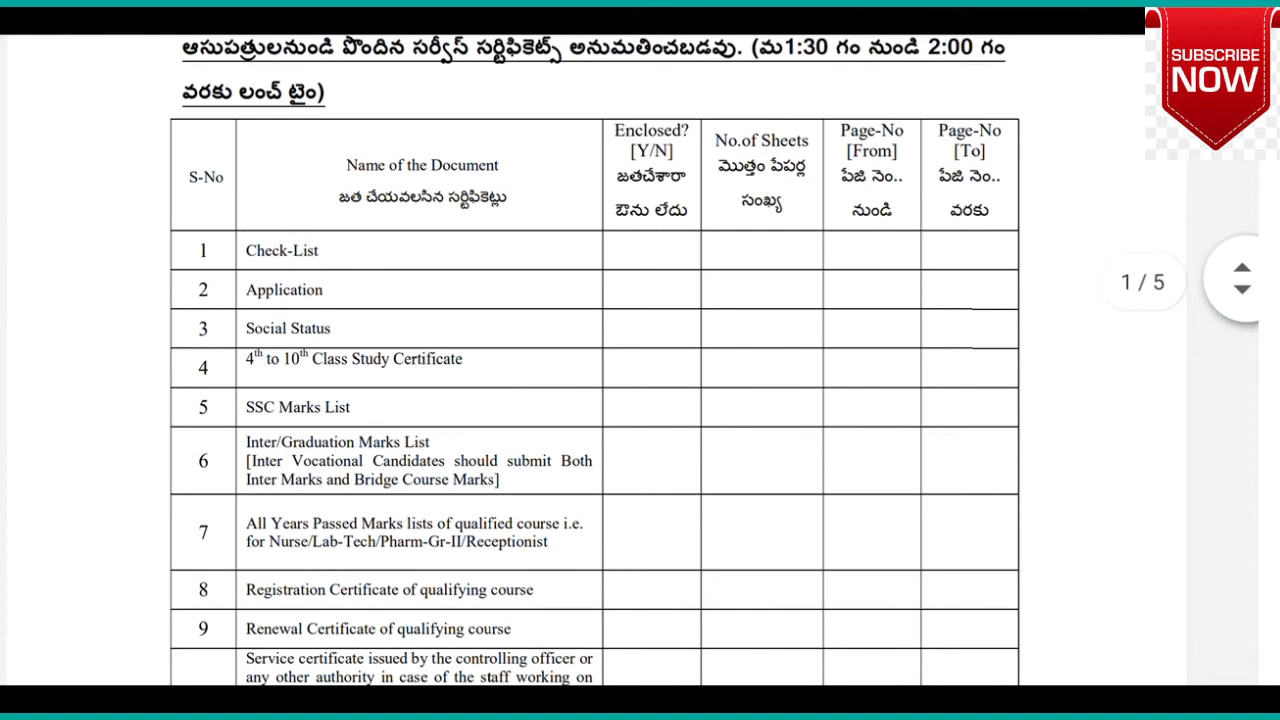 ఆసుపత్రులనుండి పొందిన సర్వీస్ సర్టిఫికెట్స్ అనుమతించబడవు. (మ1:30 గం నుండి 2:00 గం
వరకు లంచ్ టైం)
SUBSCRIBE
NOW
S-No
Name of the Document
జత చేయవలసిన సర్టిఫికెట్లు
Enclosed?
[Y/N]
జతచేశారా
ఔను లేదు
No.of Sheets
మొత్తం పేపర్ల
సంఖ్య
Page-No
[From]
పేజి నెం..
నుండి
Page-No
[To]
పేజి నెం..
వరకు
1 Check-List
2 Application
3 Social Status
4 4th to 10th Class Study Certificate
5 SSC Marks List
6 Inter/Graduation Marks List
[Inter Vocational Candidates should submit Both
Inter Marks and Bridge Course Marks]
7 All Years Passed Marks lists of qualified course i.e.
for Nurse/Lab-Tech/Pharm-Gr-II/Receptionist
8 Registration Certificate of qualifying course
9 Renewal Certificate of qualifying course
Service certificate issued by the controlling officer or
any other authority in case of the staff working on
1 / 5